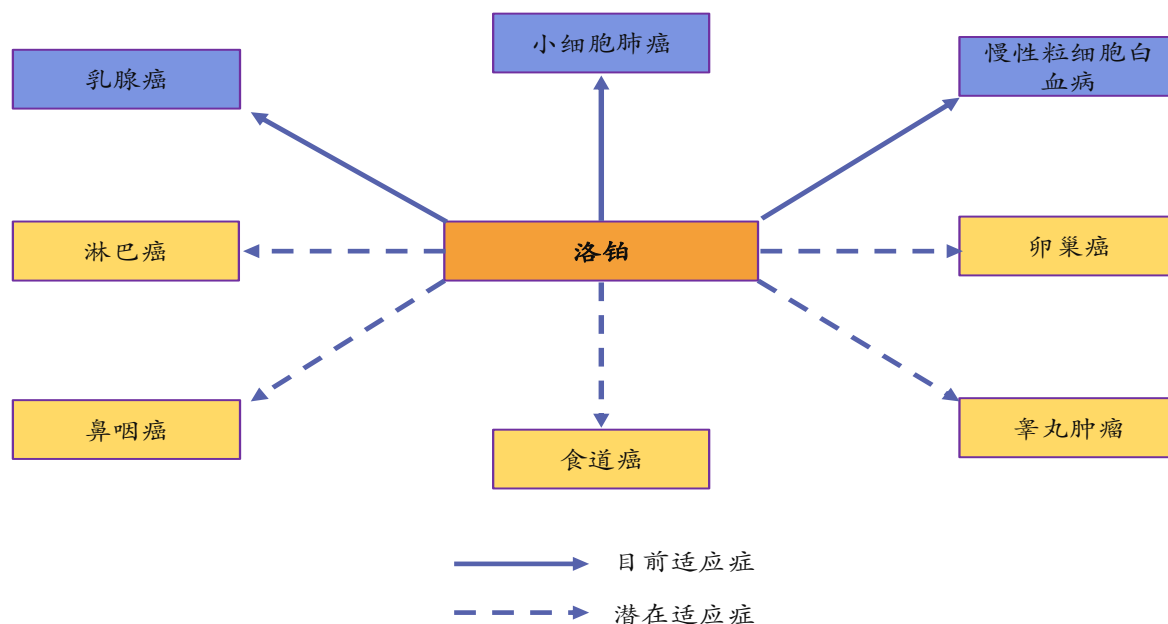 乳腺癌
小细胞肺癌
慢性粒细胞白
血病
淋巴癌
洛铂
卵巢癌
鼻咽癌
食道癌
睾丸肿瘤
目前适应症
潜在适应症